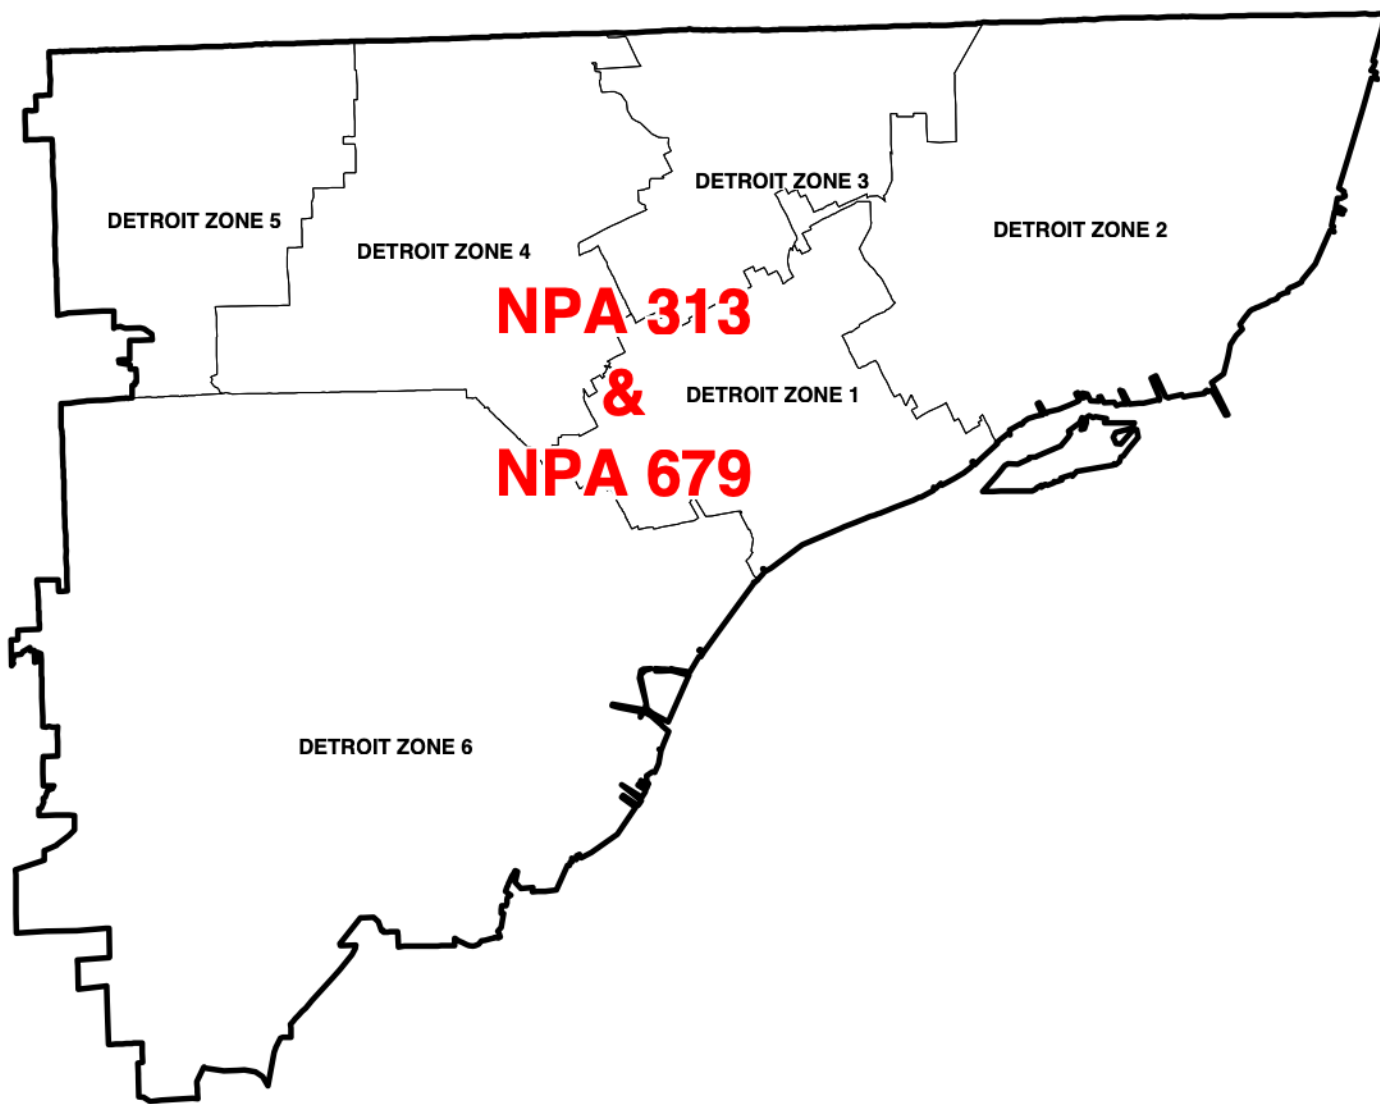 DETROIT ZONE 3
DETROIT ZONE 5
DETROIT ZONE 2
DETROIT ZONE 4
NPA 313
&
DETROIT ZONE 1
NPA 679
DETROIT ZONE 6